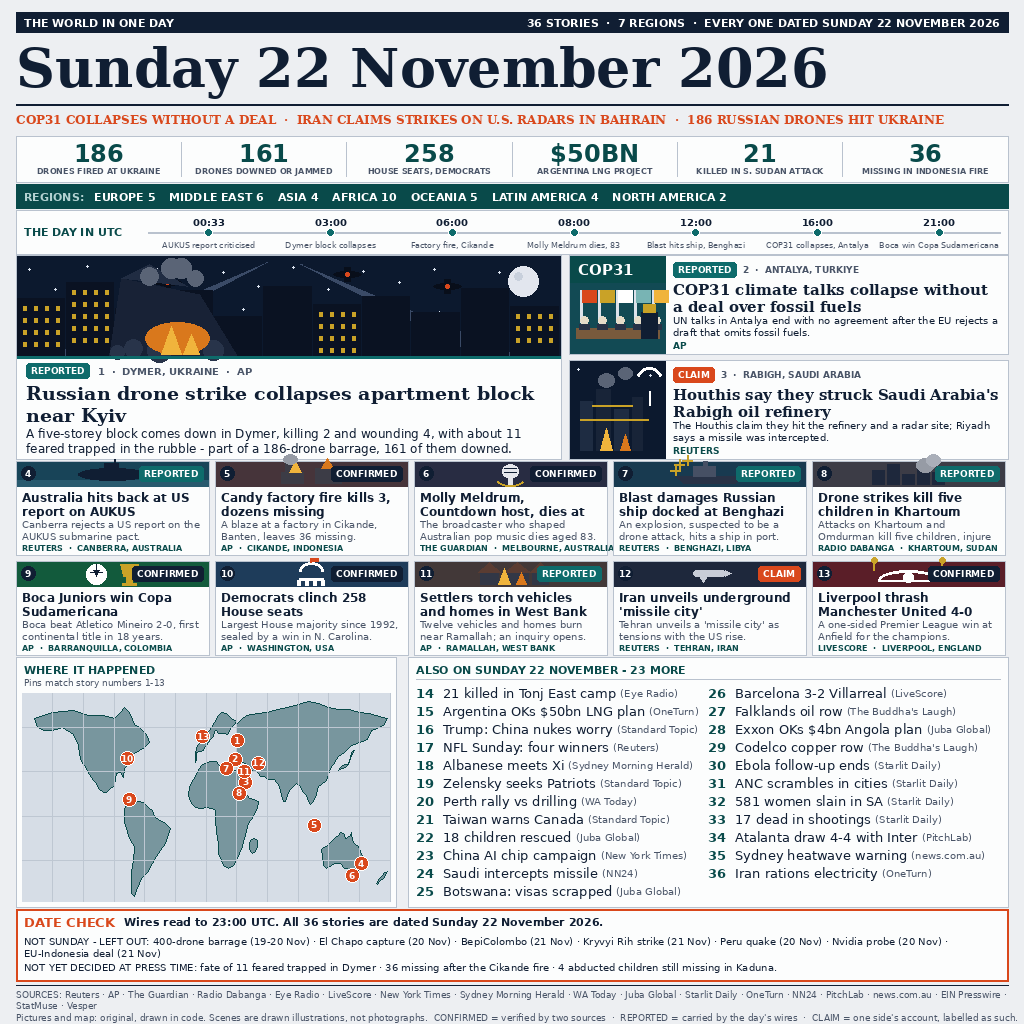 THE WORLD IN ONE DAY
36 STORIES · 7 REGIONS · EVERY ONE DATED SUNDAY 22 NOVEMBER 2026
Sunday 22 November 2026
COP31 COLLAPSES WITHOUT A DEAL · IRAN CLAIMS STRIKES ON U.S. RADARS IN BAHRAIN · 186 RUSSIAN DRONES HIT UKRAINE
186
DRONES FIRED AT UKRAINE
161
DRONES DOWNED OR JAMMED
258
HOUSE SEATS, DEMOCRATS
$50BN
ARGENTINA LNG PROJECT
21
KILLED IN S. SUDAN ATTACK
36
MISSING IN INDONESIA FIRE
REGIONS: EUROPE 5 MIDDLE EAST 6 ASIA 4 AFRICA 10 OCEANIA 5 LATIN AMERICA 4 NORTH AMERICA 2
THE DAY IN UTC
00:33
AUKUS report criticised
03:00
Dymer block collapses
06:00
Factory fire, Cikande
08:00
Molly Meldrum dies, 83
12:00
Blast hits ship, Benghazi
16:00
COP31 collapses, Antalya
21:00
Boca win Copa Sudamericana
REPORTED 1 · DYMER, UKRAINE · AP
Russian drone strike collapses apartment block
near Kyiv
A five-storey block comes down in Dymer, killing 2 and wounding 4, with about 11
feared trapped in the rubble - part of a 186-drone barrage, 161 of them downed.
COP31
REPORTED 2 · ANTALYA, TURKIYE
COP31 climate talks collapse without
a deal over fossil fuels
UN talks in Antalya end with no agreement after the EU rejects a
draft that omits fossil fuels.
AP
CLAIM 3 · RABIGH, SAUDI ARABIA
Houthis say they struck Saudi Arabia's
Rabigh oil refinery
The Houthis claim they hit the refinery and a radar site; Riyadh
says a missile was intercepted.
REUTERS
4 REPORTED
Australia hits back at US
report on AUKUS
Canberra rejects a US report on the
AUKUS submarine pact.
REUTERS · CANBERRA, AUSTRALIA
5 CONFIRMED
Candy factory fire kills 3,
dozens missing
A blaze at a factory in Cikande,
Banten, leaves 36 missing.
AP · CIKANDE, INDONESIA
6 CONFIRMED
Molly Meldrum,
Countdown host, dies at
The broadcaster who shaped
Australian pop music dies aged 83.
THE GUARDIAN · MELBOURNE, AUSTRALIA
7 REPORTED
Blast damages Russian
ship docked at Benghazi
An explosion, suspected to be a
drone attack, hits a ship in port.
REUTERS · BENGHAZI, LIBYA
8 REPORTED
Drone strikes kill five
children in Khartoum
Attacks on Khartoum and
Omdurman kill five children, injure
RADIO DABANGA · KHARTOUM, SUDAN
9 CONFIRMED
Boca Juniors win Copa
Sudamericana
Boca beat Atletico Mineiro 2-0, first
continental title in 18 years.
AP · BARRANQUILLA, COLOMBIA
10 CONFIRMED
Democrats clinch 258
House seats
Largest House majority since 1992,
sealed by a win in N. Carolina.
AP · WASHINGTON, USA
11 REPORTED
Settlers torch vehicles
and homes in West Bank
Twelve vehicles and homes burn
near Ramallah; an inquiry opens.
AP · RAMALLAH, WEST BANK
12 CLAIM
Iran unveils underground
'missile city'
Tehran unveils a 'missile city' as
tensions with the US rise.
REUTERS · TEHRAN, IRAN
13 CONFIRMED
Liverpool thrash
Manchester United 4-0
A one-sided Premier League win at
Anfield for the champions.
LIVESCORE · LIVERPOOL, ENGLAND
WHERE IT HAPPENED
Pins match story numbers 1-13
13
1
10
2
12
7
11
3
8
9
5
4
6
ALSO ON SUNDAY 22 NOVEMBER - 23 MORE
14 21 killed in Tonj East camp (Eye Radio)
15 Argentina OKs $50bn LNG plan (OneTurn)
16 Trump: China nukes worry (Standard Topic)
17 NFL Sunday: four winners (Reuters)
18 Albanese meets Xi (Sydney Morning Herald)
19 Zelensky seeks Patriots (Standard Topic)
20 Perth rally vs drilling (WA Today)
21 Taiwan warns Canada (Standard Topic)
22 18 children rescued (Juba Global)
23 China AI chip campaign (New York Times)
24 Saudi intercepts missile (NN24)
25 Botswana: visas scrapped (Juba Global)
26 Barcelona 3-2 Villarreal (LiveScore)
27 Falklands oil row (The Buddha's Laugh)
28 Exxon OKs $4bn Angola plan (Juba Global)
29 Codelco copper row (The Buddha's Laugh)
30 Ebola follow-up ends (Starlit Daily)
31 ANC scrambles in cities (Starlit Daily)
32 581 women slain in SA (Starlit Daily)
33 17 dead in shootings (Starlit Daily)
34 Atalanta draw 4-4 with Inter (PitchLab)
35 Sydney heatwave warning (news.com.au)
36 Iran rations electricity (OneTurn)
DATE CHECK Wires read to 23:00 UTC. All 36 stories are dated Sunday 22 November 2026.
NOT SUNDAY - LEFT OUT: 400-drone barrage (19-20 Nov) · El Chapo capture (20 Nov) · BepiColombo (21 Nov) · Kryvyi Rih strike (21 Nov) · Peru quake (20 Nov) · Nvidia probe (20 Nov) ·
EU-Indonesia deal (21 Nov)
NOT YET DECIDED AT PRESS TIME: fate of 11 feared trapped in Dymer · 36 missing after the Cikande fire · 4 abducted children still missing in Kaduna.
SOURCES: Reuters · AP · The Guardian · Radio Dabanga · Eye Radio · LiveScore · New York Times · Sydney Morning Herald · WA Today · Juba Global · Starlit Daily · OneTurn · NN24 · PitchLab · news.com.au · EIN Presswire ·
StatMuse · Vesper
Pictures and map: original, drawn in code. Scenes are drawn illustrations, not photographs. CONFIRMED = verified by two sources · REPORTED = carried by the day's wires · CLAIM = one side's account, labelled as such.